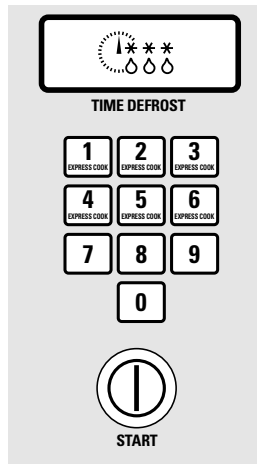 TIME DEFROST
1 2 3
EXPRESS COOK EXPRESS COOK EXPRESS COOK
4 5 6
EXPRESS COOK EXPRESS COOK EXPRESS COOK
7 8 9
0
START